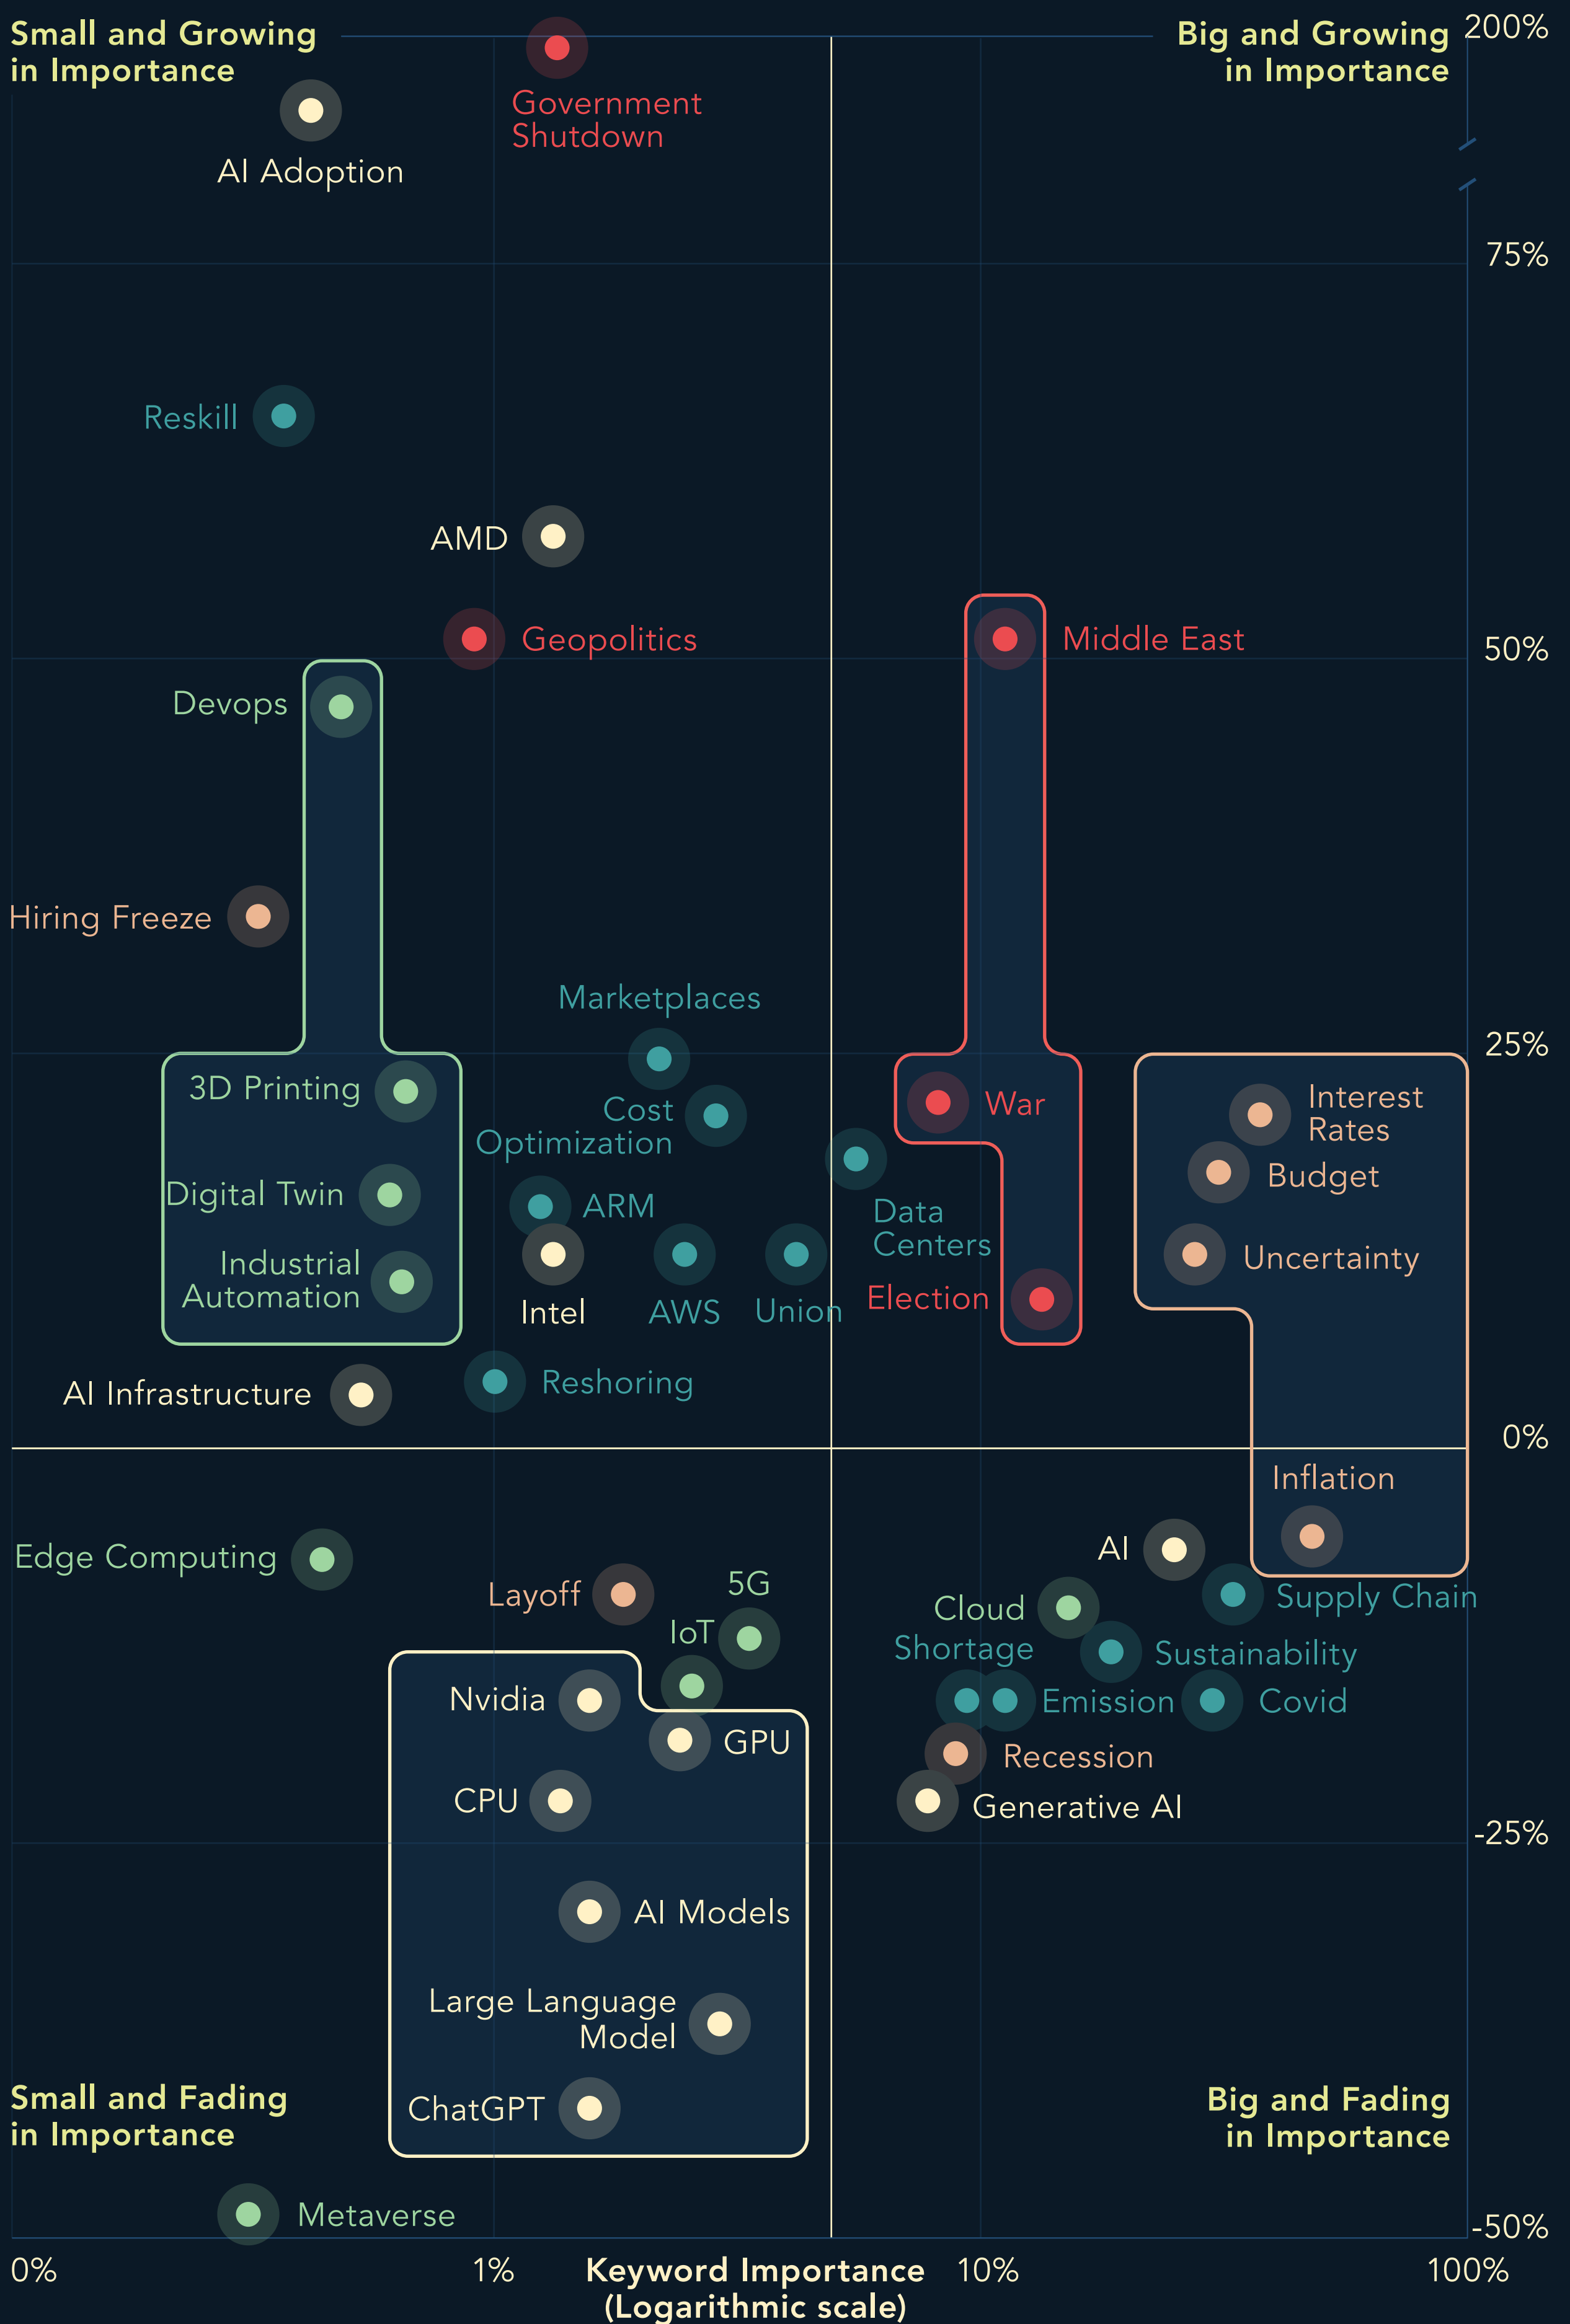 Small and Growing
in Importance
Big and Growing
in Importance
200%
Government
Shutdown
AI Adoption
75%
Reskill
AMD
Geopolitics
Middle East
50%
Devops
Hiring Freeze
Marketplaces
25%
3D Printing
Cost
Optimization
War
Interest
Rates
Budget
Digital Twin
ARM
Data
Centers
Uncertainty
Industrial
Automation
Intel
AWS
Union
Election
AI Infrastructure
Reshoring
0%
Inflation
Edge Computing
AI
Layoff
5G
Supply Chain
Cloud
IoT
Shortage
Sustainability
Nvidia
Emission
Covid
GPU
Recession
CPU
Generative AI
-25%
AI Models
Large Language
Model
ChatGPT
Small and Fading
in Importance
Big and Fading
in Importance
Metaverse
-50%
0%
1%
Keyword Importance
(Logarithmic scale)
10%
100%